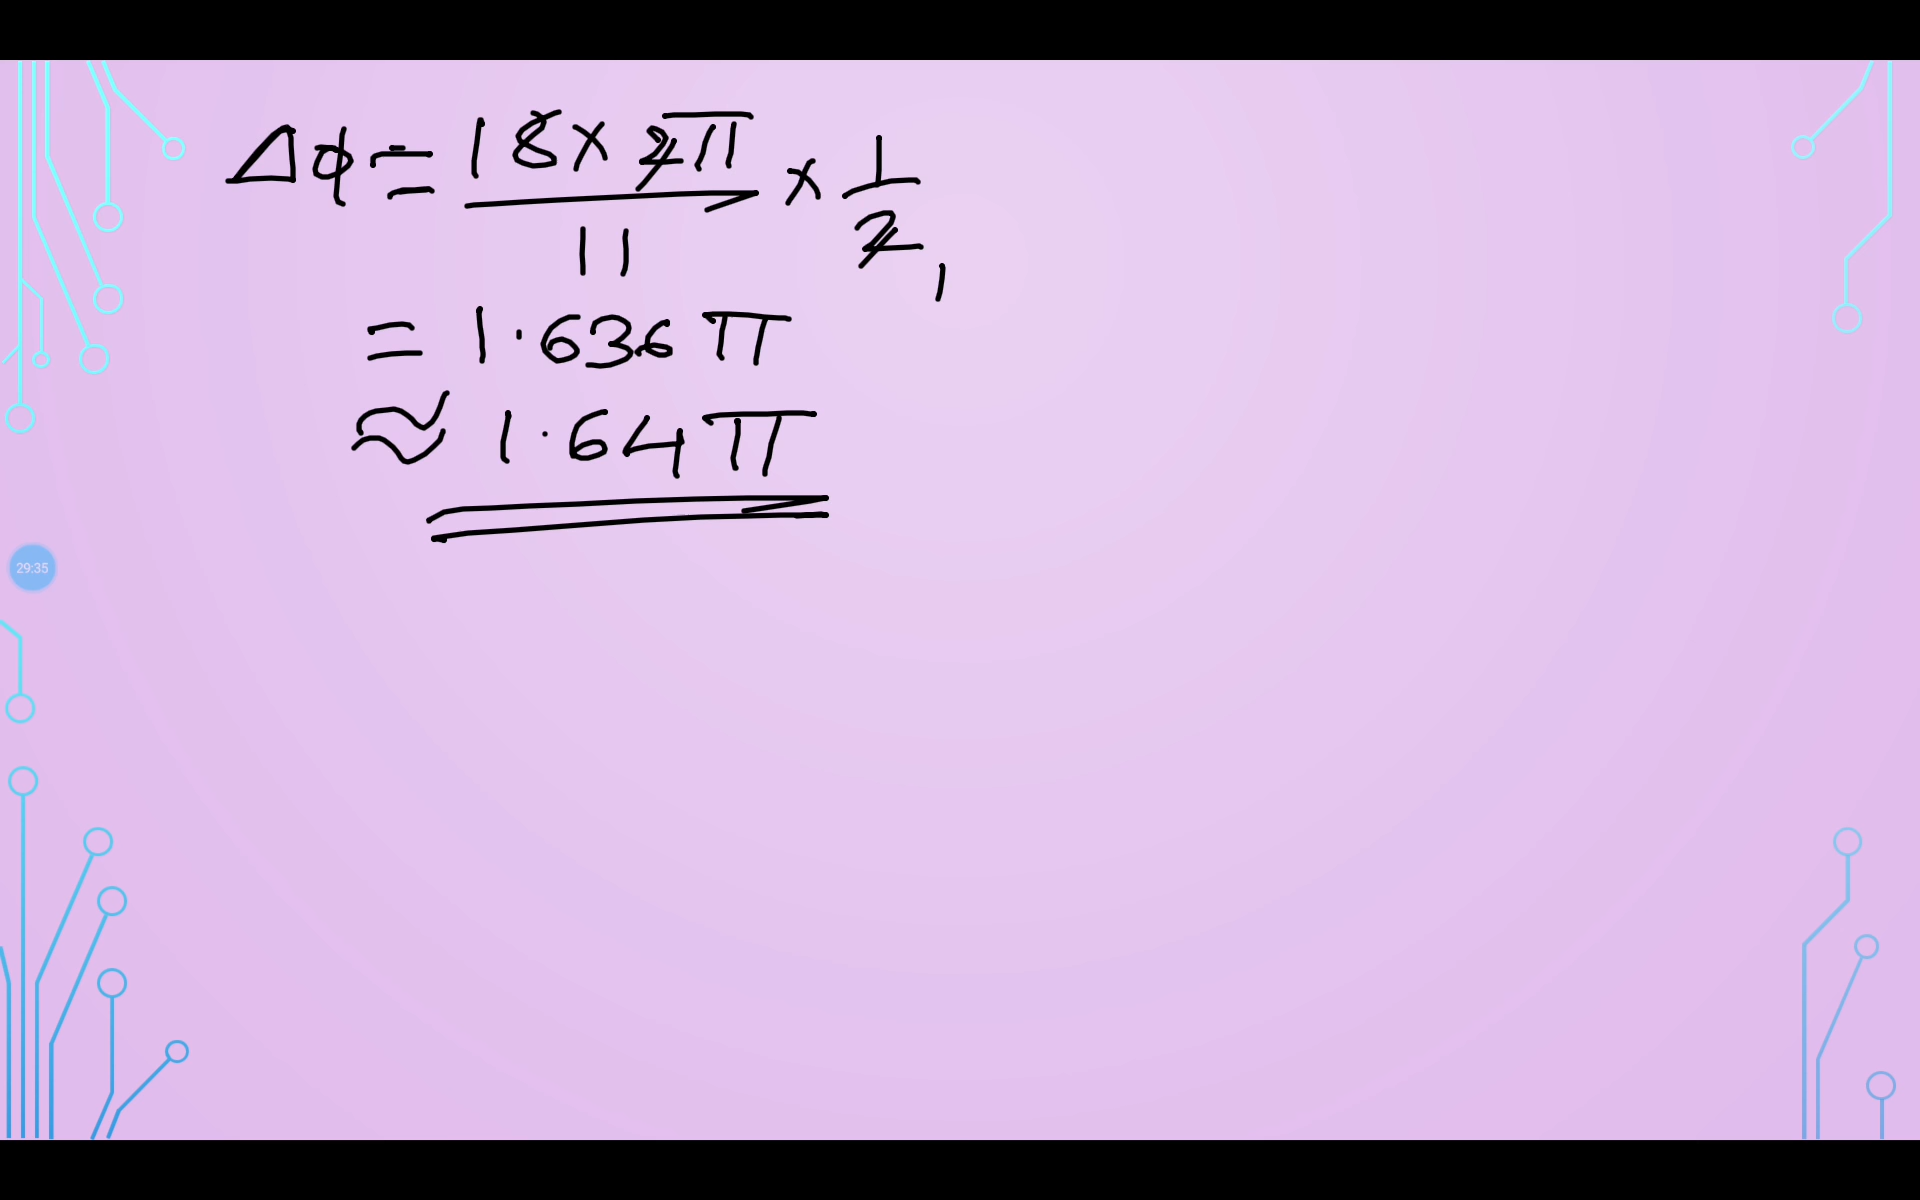 Δφ = 18 × 2π / 11 × 1/2,
= 1.636 π
≈ 1.64 π
29:35